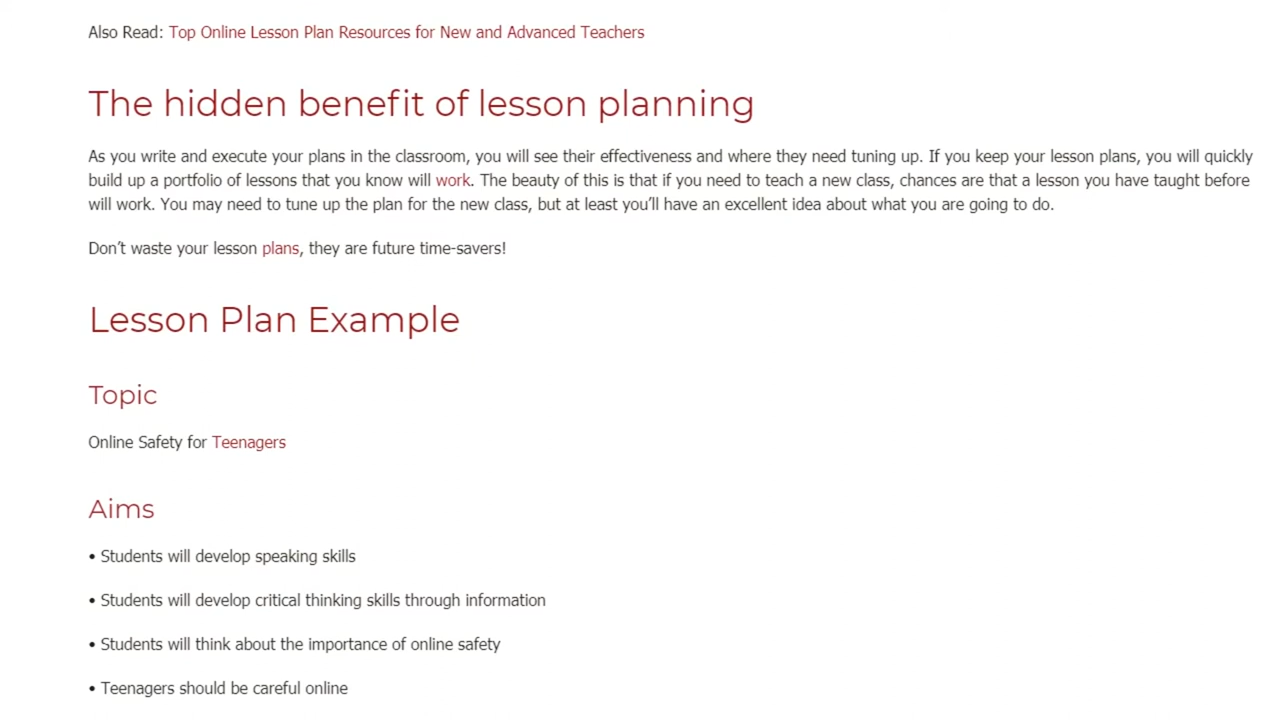 Also Read: Top Online Lesson Plan Resources for New and Advanced Teachers
The hidden benefit of lesson planning
As you write and execute your plans in the classroom, you will see their effectiveness and where they need tuning up. If you keep your lesson plans, you will quickly
build up a portfolio of lessons that you know will work. The beauty of this is that if you need to teach a new class, chances are that a lesson you have taught before
will work. You may need to tune up the plan for the new class, but at least you’ll have an excellent idea about what you are going to do.
Don’t waste your lesson plans, they are future time-savers!
Lesson Plan Example
Topic
Online Safety for Teenagers
Aims
• Students will develop speaking skills
• Students will develop critical thinking skills through information
• Students will think about the importance of online safety
• Teenagers should be careful online